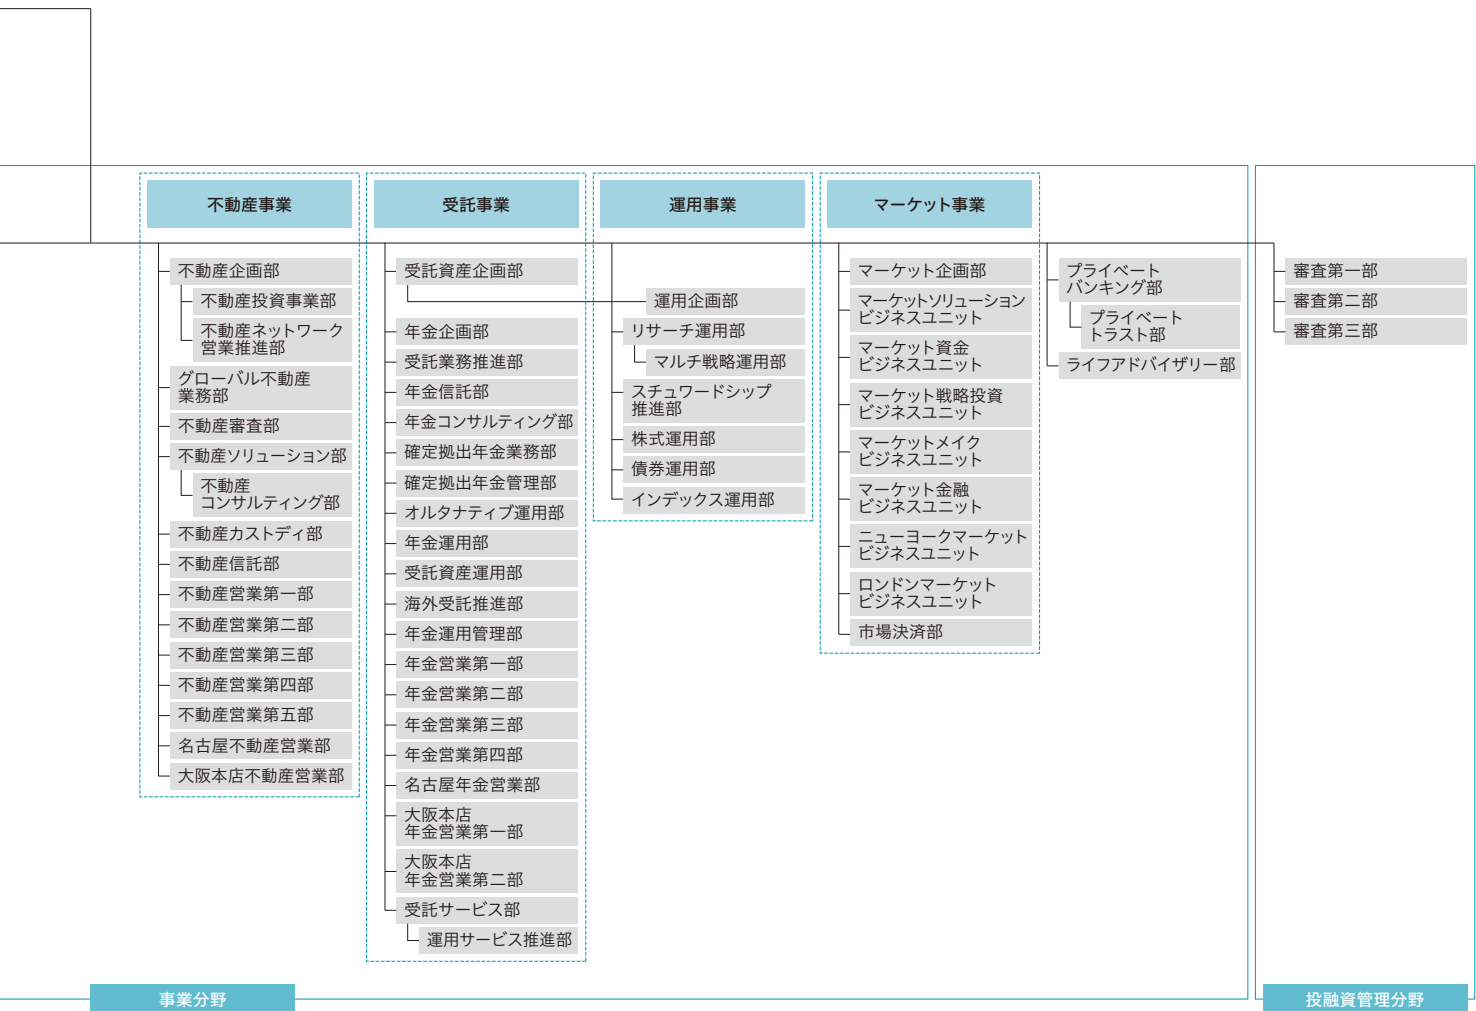 不動産事業
不動産企画部
不動産投資事業部
不動産ネットワーク
営業推進部
グローバル不動産
業務部
不動産審査部
不動産ソリューション部
不動産
コンサルティング部
不動産カストディ部
不動産信託部
不動産営業第一部
不動産営業第二部
不動産営業第三部
不動産営業第四部
不動産営業第五部
名古屋不動産営業部
大阪本店不動産営業部
受託事業
受託資産企画部
年金企画部
受託業務推進部
年金信託部
年金コンサルティング部
確定拠出年金業務部
確定拠出年金管理部
オルタナティブ運用部
年金運用部
受託資産運用部
海外受託推進部
年金運用管理部
年金営業第一部
年金営業第二部
年金営業第三部
年金営業第四部
名古屋年金営業部
大阪本店
年金営業第一部
大阪本店
年金営業第二部
受託サービス部
運用サービス推進部
運用事業
運用企画部
リサーチ運用部
マルチ戦略運用部
スチュワードシップ
推進部
株式運用部
債券運用部
インデックス運用部
マーケット事業
マーケット企画部
マーケットソリューション
ビジネスユニット
マーケット資金
ビジネスユニット
マーケット戦略投資
ビジネスユニット
マーケットメイク
ビジネスユニット
マーケット金融
ビジネスユニット
ニューヨークマーケット
ビジネスユニット
ロンドンマーケット
ビジネスユニット
市場決済部
プライベート
バンキング部
プライベート
トラスト部
ライフアドバイザリー部
審査第一部
審査第二部
審査第三部
事業分野
投融資管理分野